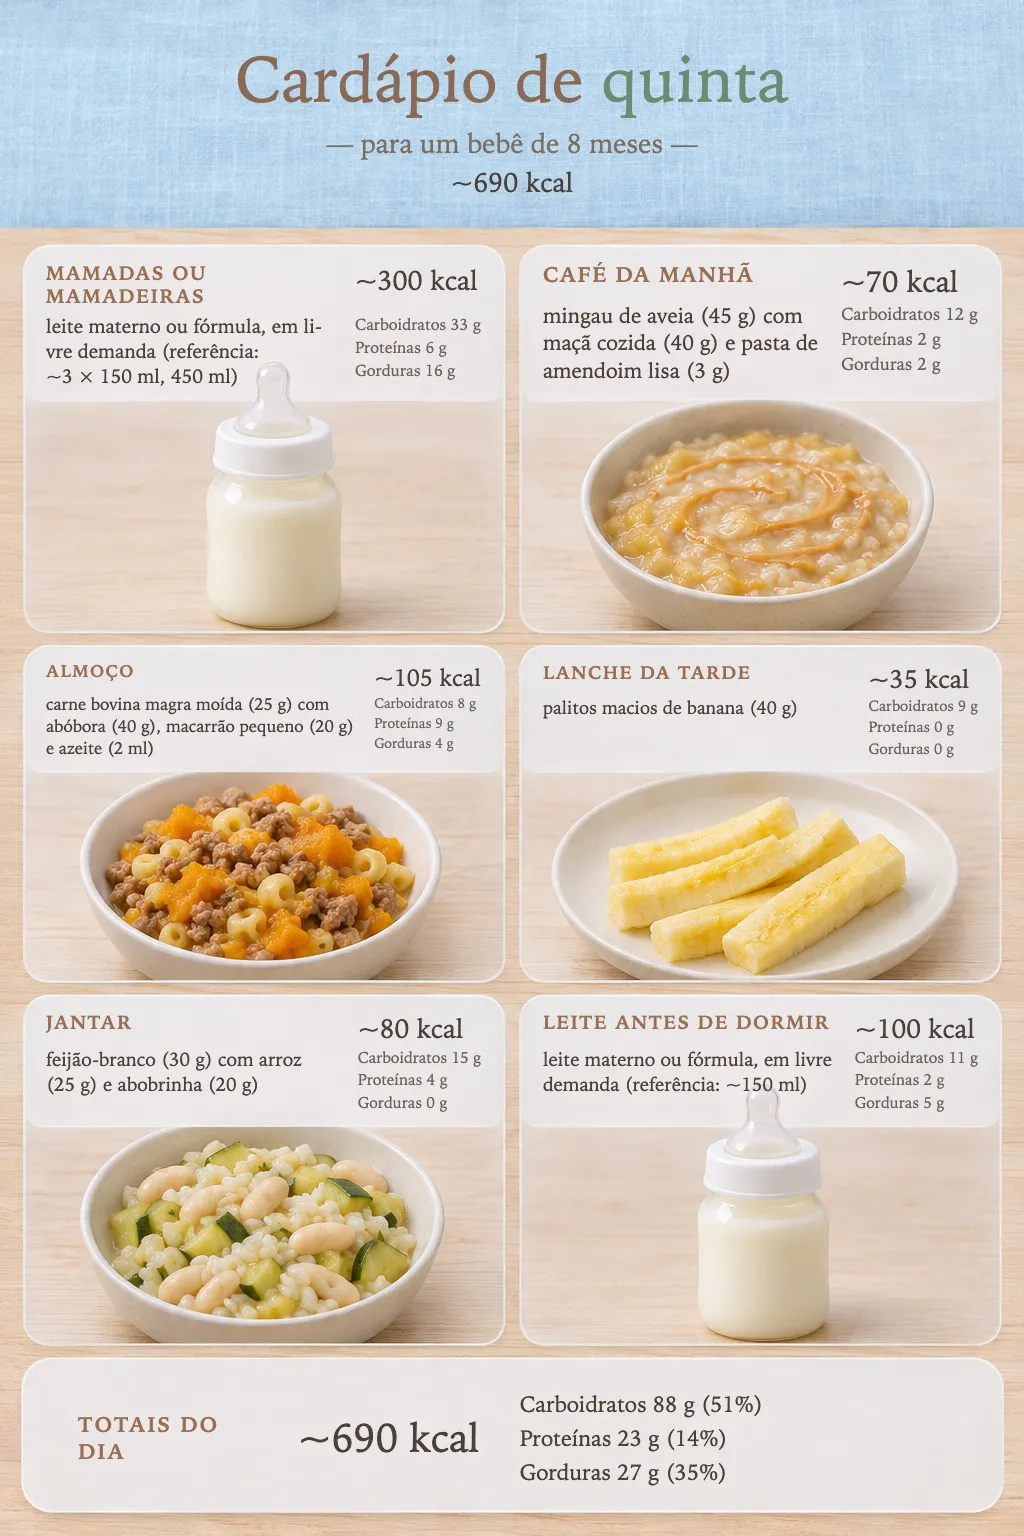 Cardápio de quinta
— para um bebê de 8 meses —
~690 kcal
MAMADAS OU
MAMADEIRAS
leite materno ou fórmula, em li-
vre demanda (referência:
~3 × 150 ml, 450 ml)
~300 kcal
Carboidratos 33 g
Proteínas 6 g
Gorduras 16 g
CAFÉ DA MANHÃ
mingau de aveia (45 g) com
maçã cozida (40 g) e pasta de
amendoim lisa (3 g)
~70 kcal
Carboidratos 12 g
Proteínas 2 g
Gorduras 2 g
ALMOÇO
carne bovina magra moída (25 g) com
abóbora (40 g), macarrão pequeno (20 g)
e azeite (2 ml)
~105 kcal
Carboidratos 8 g
Proteínas 9 g
Gorduras 4 g
LANCHE DA TARDE
palitos macios de banana (40 g)
~35 kcal
Carboidratos 9 g
Proteínas 0 g
Gorduras 0 g
JANTAR
feijão-branco (30 g) com arroz
(25 g) e abobrinha (20 g)
~80 kcal
Carboidratos 15 g
Proteínas 4 g
Gorduras 0 g
LEITE ANTES DE DORMIR
leite materno ou fórmula, em livre
demanda (referência: ~150 ml)
~100 kcal
Carboidratos 11 g
Proteínas 2 g
Gorduras 5 g
TOTAIS DO
DIA
~690 kcal
Carboidratos 88 g (51%)
Proteínas 23 g (14%)
Gorduras 27 g (35%)